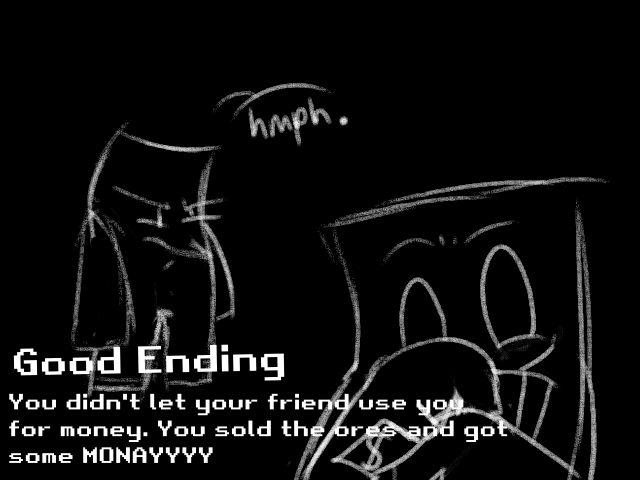 hmph.
Good Ending
You didn't let your friend use you
for money. You sold the ores and got
some MONAYYYY
$